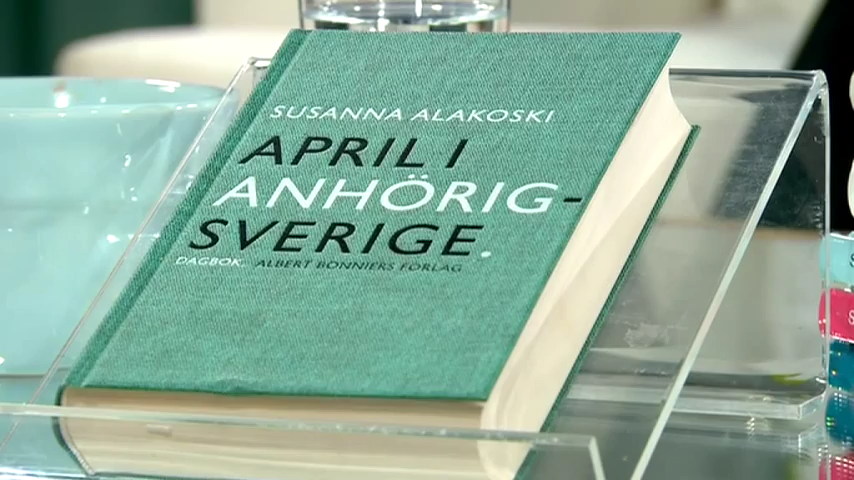 SUSANNA ALAKOSKI
APRIL I
ANHÖRIG-
SVERIGE.
DAGBOK. ALBERT BONNIERS FÖRLAG